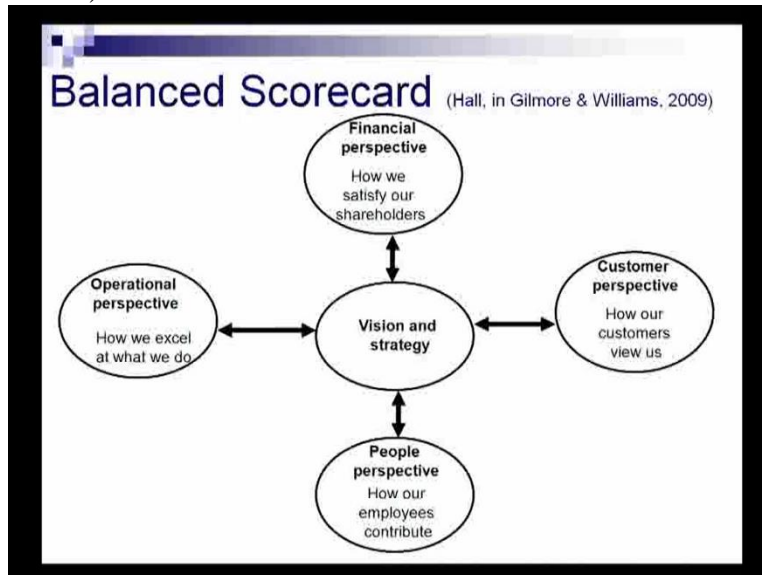 Balanced Scorecard (Hall, in Gilmore & Williams, 2009)
Financial
perspective
How we
satisfy our
shareholders
Operational
perspective
How we excel
at what we do
Vision and
strategy
Customer
perspective
How our
customers
view us
People
perspective
How our
employees
contribute